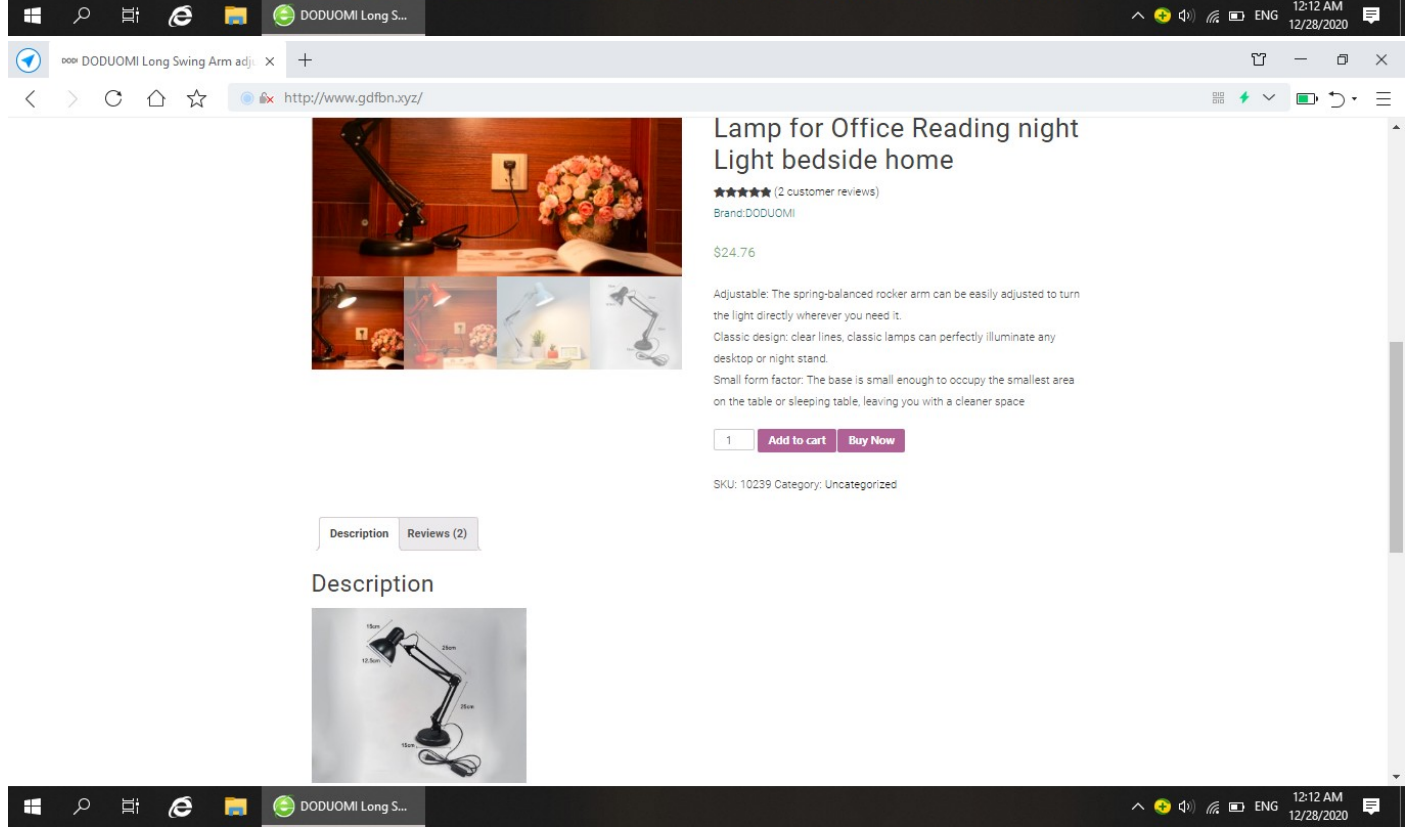 DODUOMI Long S...
ENG
12:12 AM
12/28/2020
DODUOMI Long Swing Arm adj
http://www.gdfbn.xyz/
Lamp for Office Reading night
Light bedside home
(2 customer reviews)
Brand:DODUOMI
$24.76
Adjustable: The spring-balanced rocker arm can be easily adjusted to turn
the light directly wherever you need it.
Classic design: clear lines, classic lamps can perfectly illuminate any
desktop or night stand.
Small form factor: The base is small enough to occupy the smallest area
on the table or sleeping table, leaving you with a cleaner space
1
Add to cart
Buy Now
SKU: 10239 Category: Uncategorized
Description
Reviews (2)
Description
15cm
25cm
12.5cm
25cm
15cm
DODUOMI Long S...
ENG
12:12 AM
12/28/2020